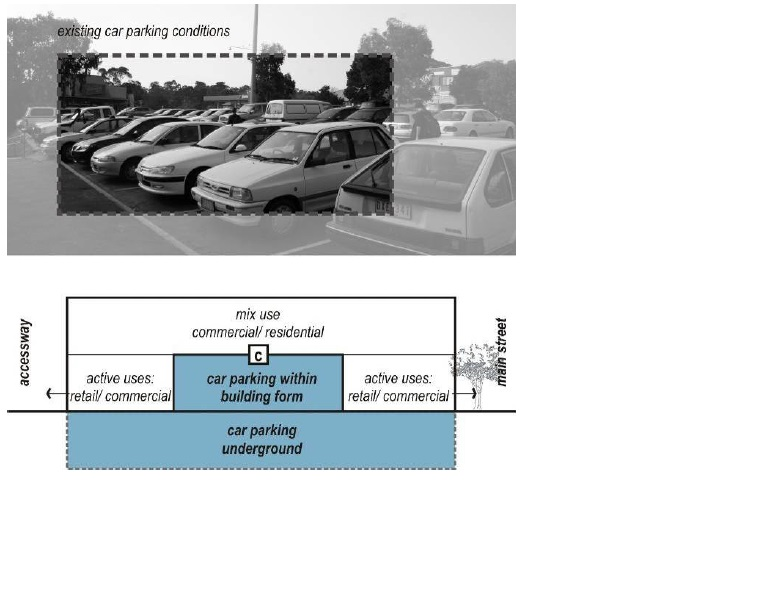 existing car parking conditions
mix use
commercial/ residential
c
accessway
active uses:
retail/ commercial
car parking within
building form
active uses:
retail/ commercial
main street
car parking
underground